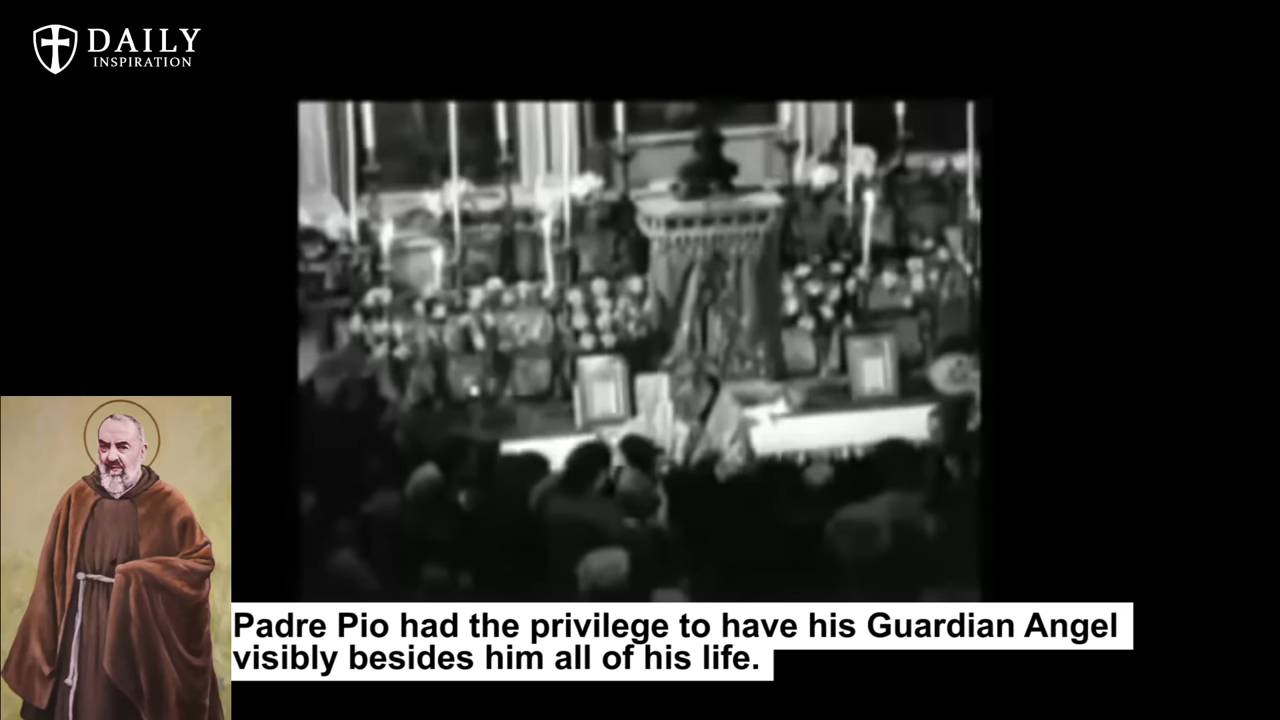 DAILY
INSPIRATION
Padre Pio had the privilege to have his Guardian Angel
visibly besides him all of his life.